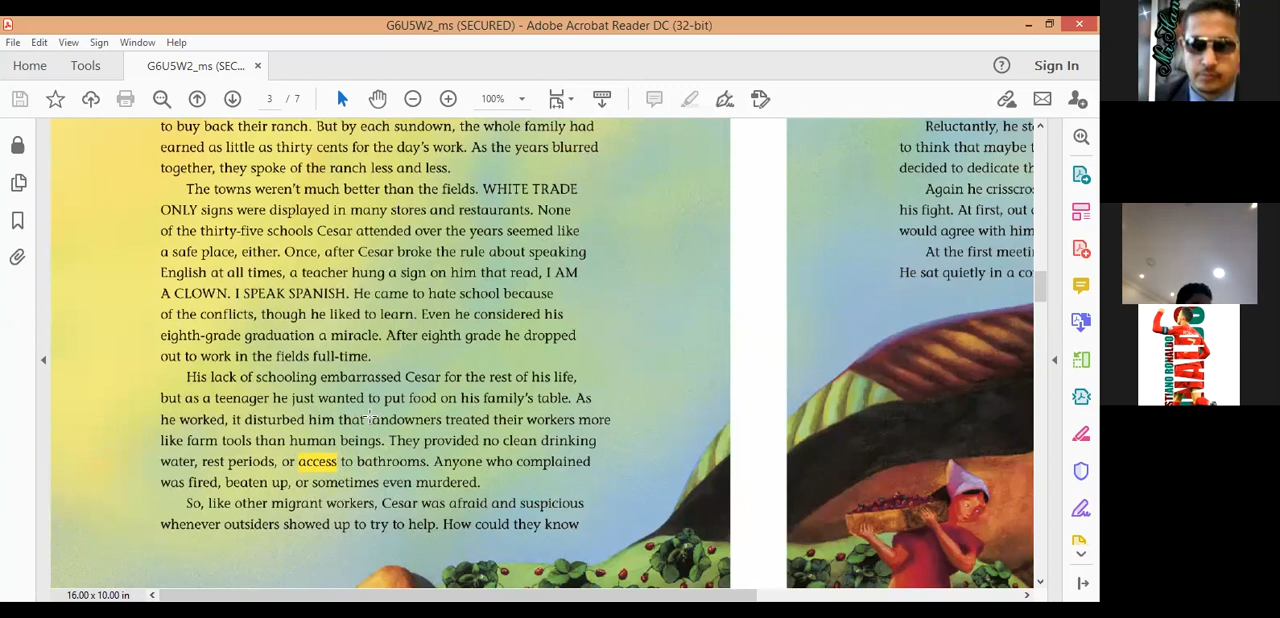 G6U5W2_ms (SECURED) - Adobe Acrobat Reader DC (32-bit)
File Edit View Sign Window Help
Home Tools G6U5W2_ms (SEC... × Sign In
3 / 7 100%
to buy back their ranch. But by each sundown, the whole family had
earned as little as thirty cents for the day's work. As the years blurred
together, they spoke of the ranch less and less.
The towns weren't much better than the fields. WHITE TRADE
ONLY signs were displayed in many stores and restaurants. None
of the thirty-five schools Cesar attended over the years seemed like
a safe place, either. Once, after Cesar broke the rule about speaking
English at all times, a teacher hung a sign on him that read, I AM
A CLOWN. I SPEAK SPANISH. He came to hate school because
of the conflicts, though he liked to learn. Even he considered his
eighth-grade graduation a miracle. After eighth grade he dropped
out to work in the fields full-time.
His lack of schooling embarrassed Cesar for the rest of his life,
but as a teenager he just wanted to put food on his family's table. As
he worked, it disturbed him that landowners treated their workers more
like farm tools than human beings. They provided no clean drinking
water, rest periods, or access to bathrooms. Anyone who complained
was fired, beaten up, or sometimes even murdered.
So, like other migrant workers, Cesar was afraid and suspicious
whenever outsiders showed up to try to help. How could they know
Reluctantly, he st
to think that maybe t
decided to dedicate th
Again he crisscro
his fight. At first, out
would agree with him
At the first meeti
He sat quietly in a co
16.00 x 10.00 in
Mr. Ham
STIANO RONALDO